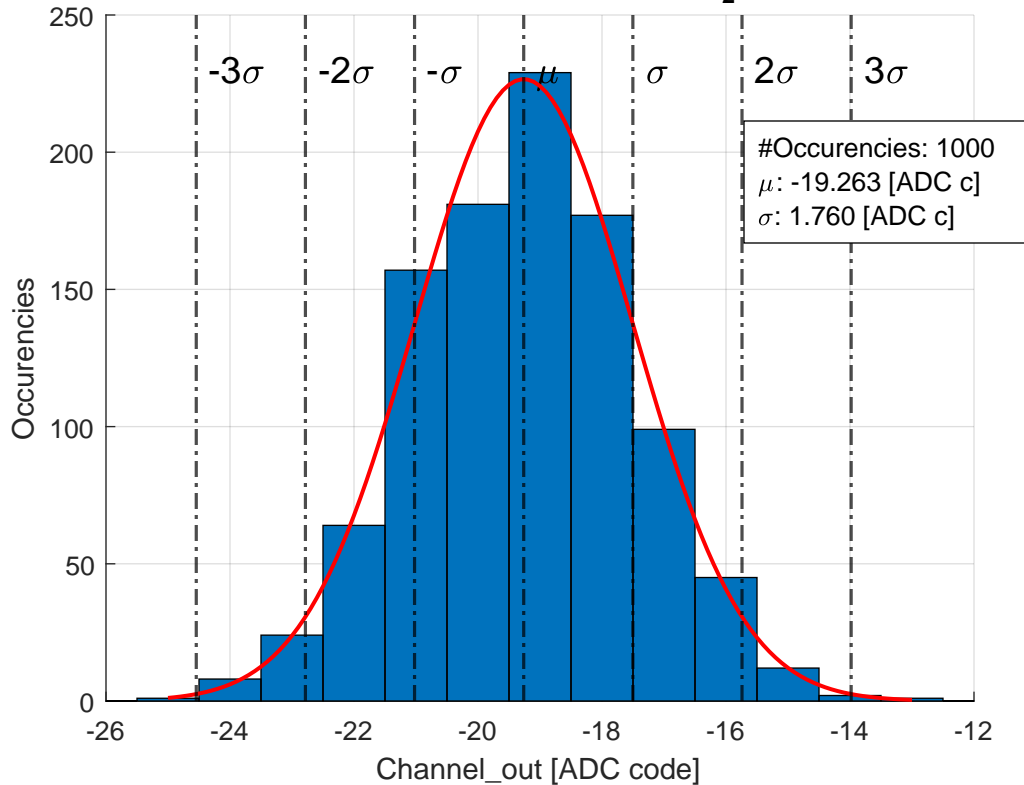 250
200
150
100
50
0
-3σ
-2σ
-σ
μ
σ
2σ
3σ
#Occurencies: 1000
μ: -19.263 [ADC c]
σ: 1.760 [ADC c]
Occurencies
-26
-24
-22
-20
-18
-16
-14
-12
Channel_out [ADC code]